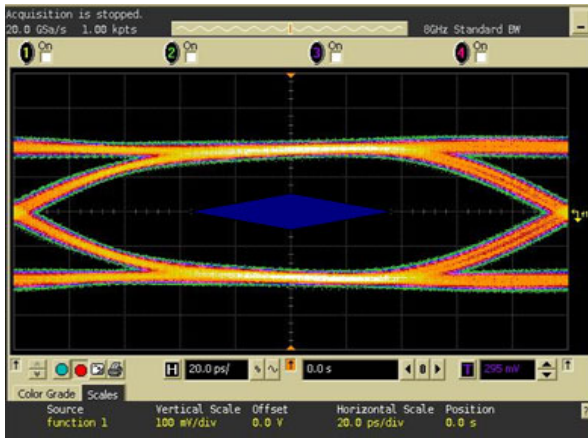 Acquisition is stopped.
20.0 GSa/s 1.00 kpts
8GHz Standard BW
1 On 2 On 3 On 4 On
H 20.0 ps/ 0.0 s 0 T 295 mV
Color Grade Scales
Source Vertical Scale Offset Horizontal Scale Position
function 1 100 mV/div 0.0 V 20.0 ps/div 0.0 s
?